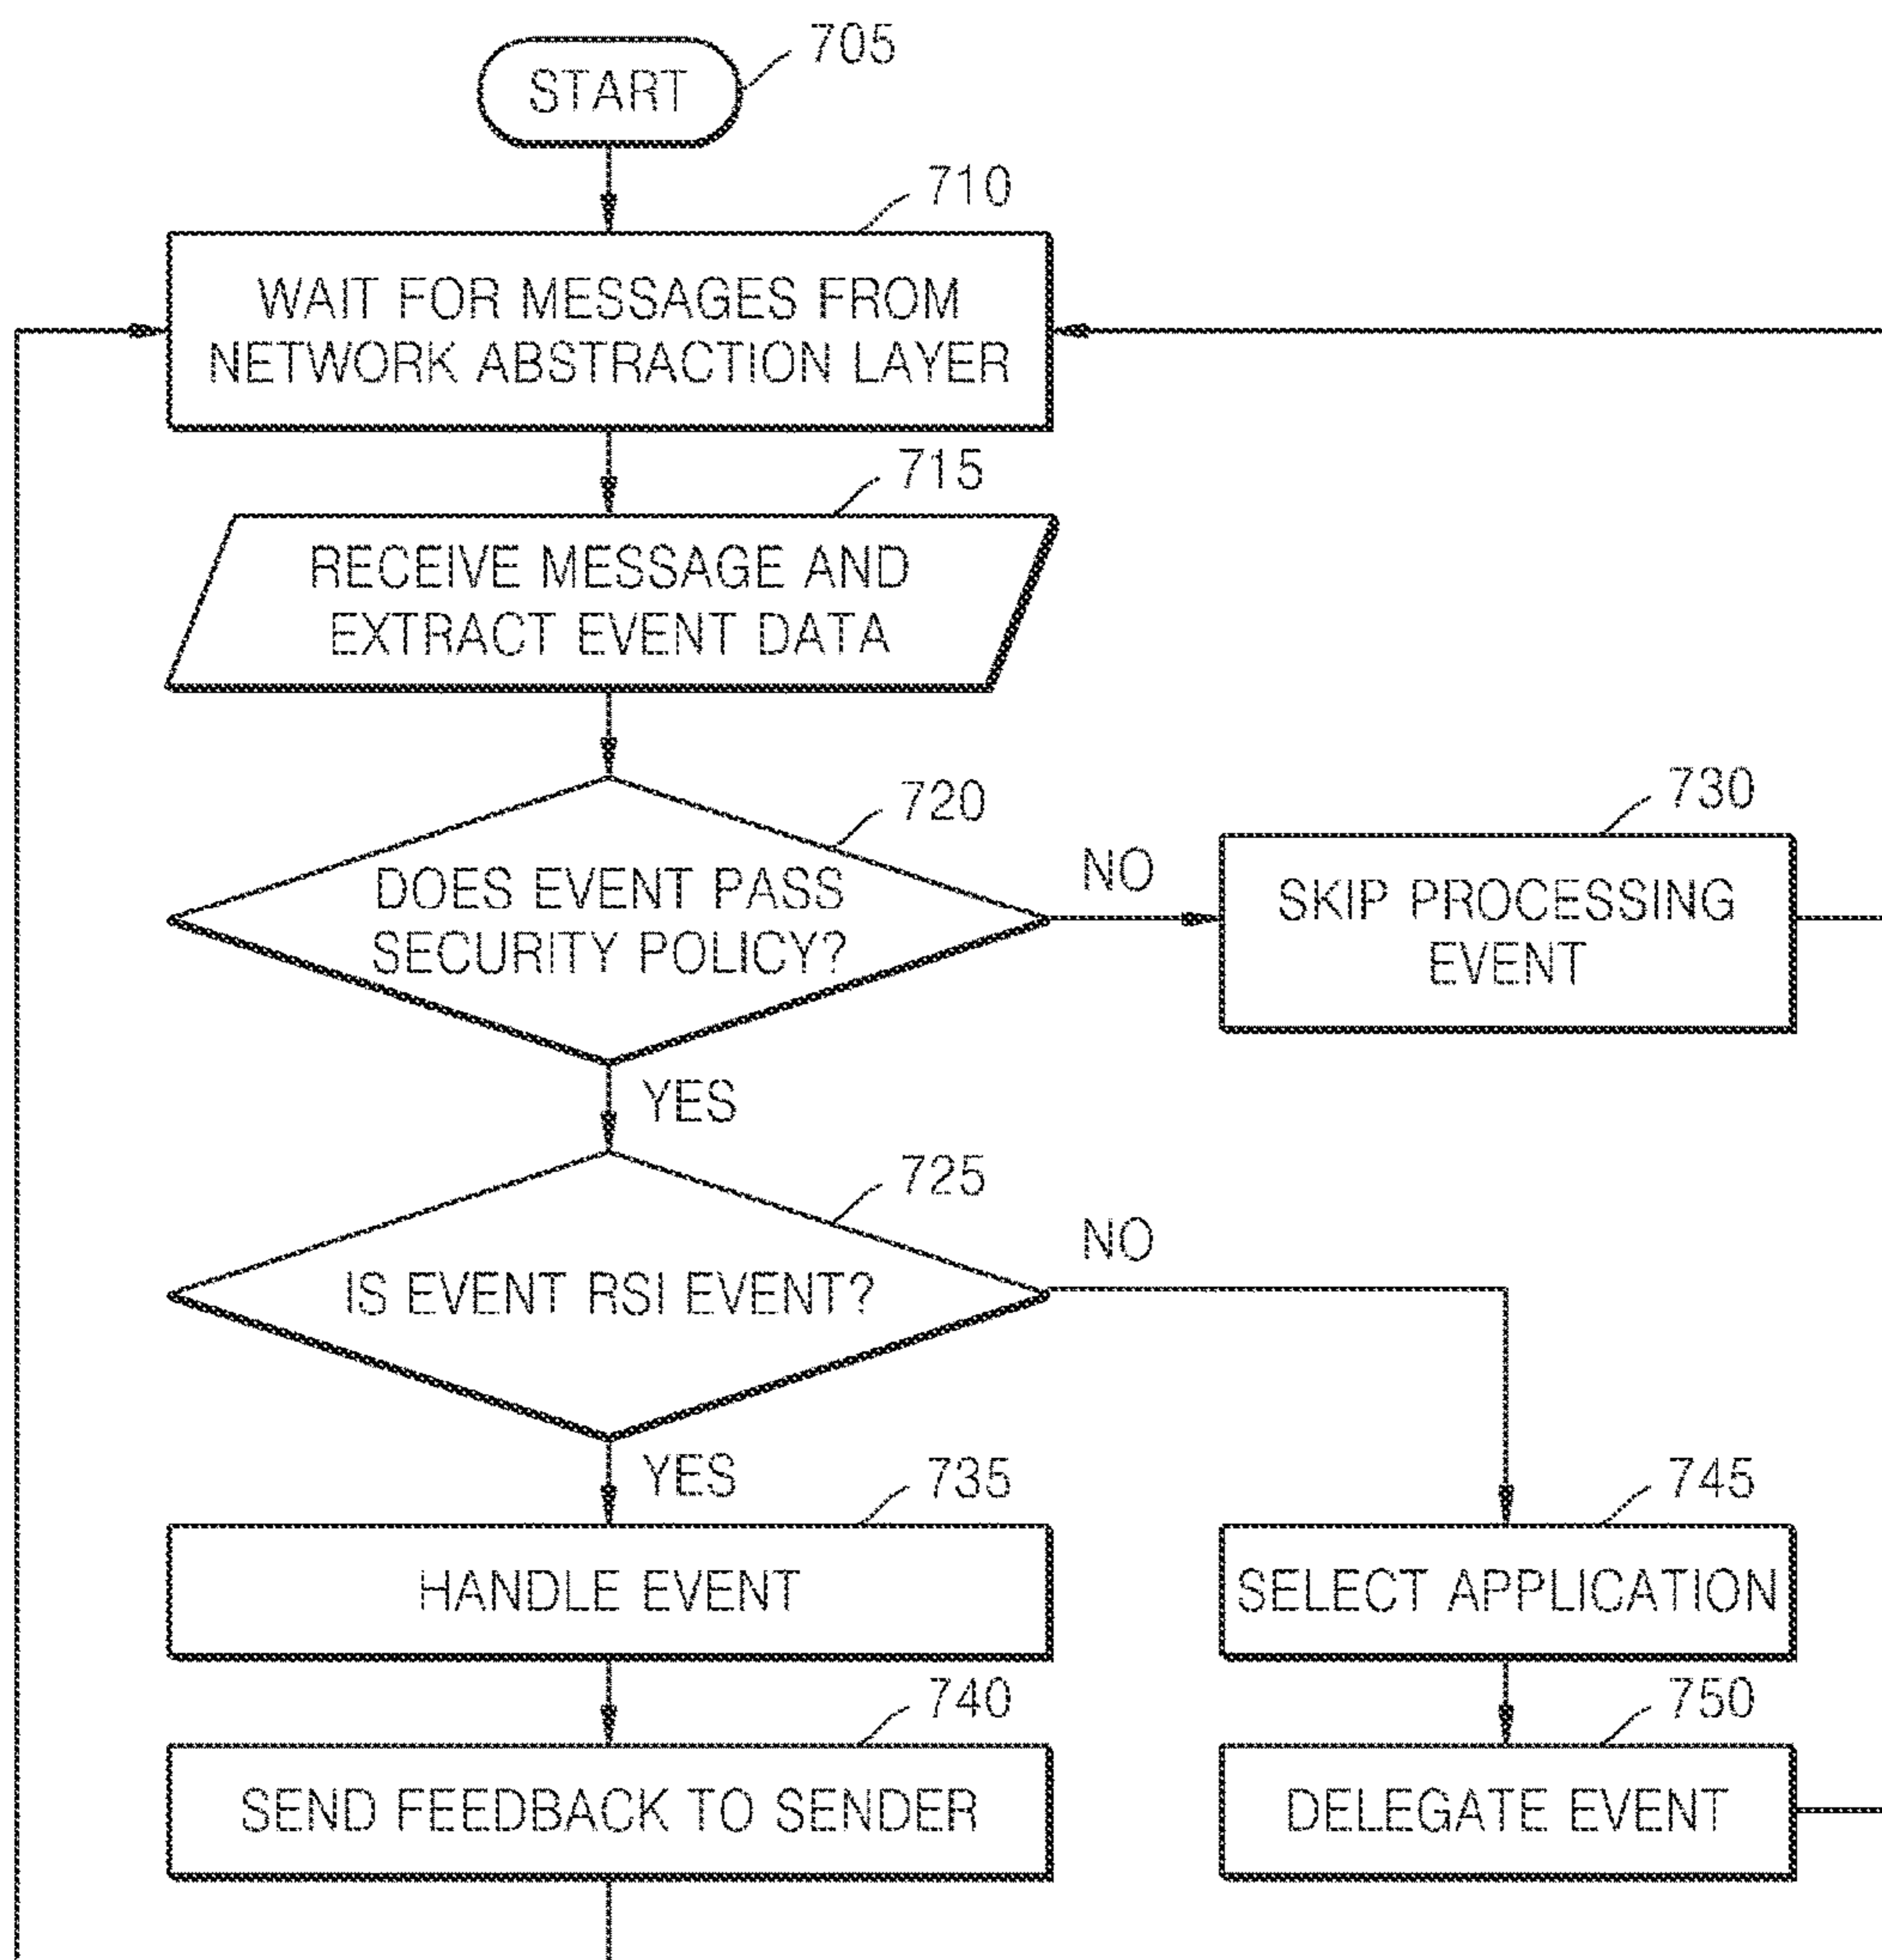 START
705
710
WAIT FOR MESSAGES FROM
NETWORK ABSTRACTION LAYER
715
RECEIVE MESSAGE AND
EXTRACT EVENT DATA
720
DOES EVENT PASS
SECURITY POLICY?
NO
730
SKIP PROCESSING
EVENT
YES
725
IS EVENT RSI EVENT?
NO
YES
735
HANDLE EVENT
745
SELECT APPLICATION
740
SEND FEEDBACK TO SENDER
750
DELEGATE EVENT